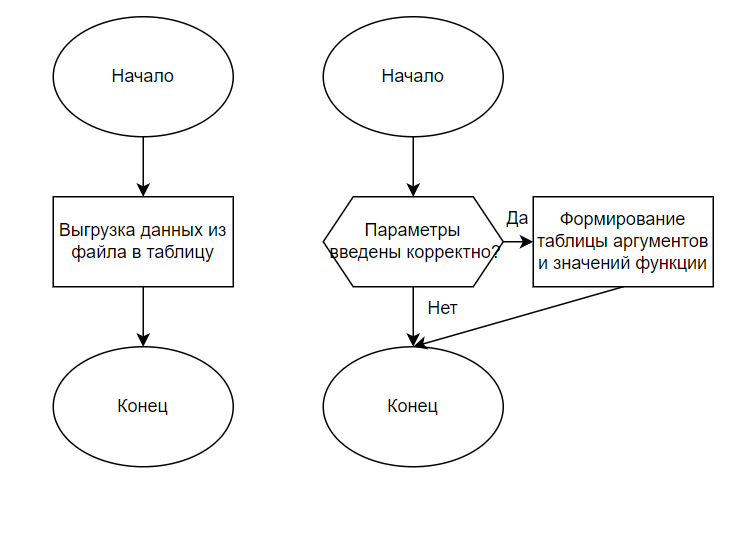 Начало
Выгрузка данных из
файла в таблицу
Конец
Начало
Параметры
введены корректно?
Да
Формирование
таблицы аргументов
и значений функции
Нет
Конец